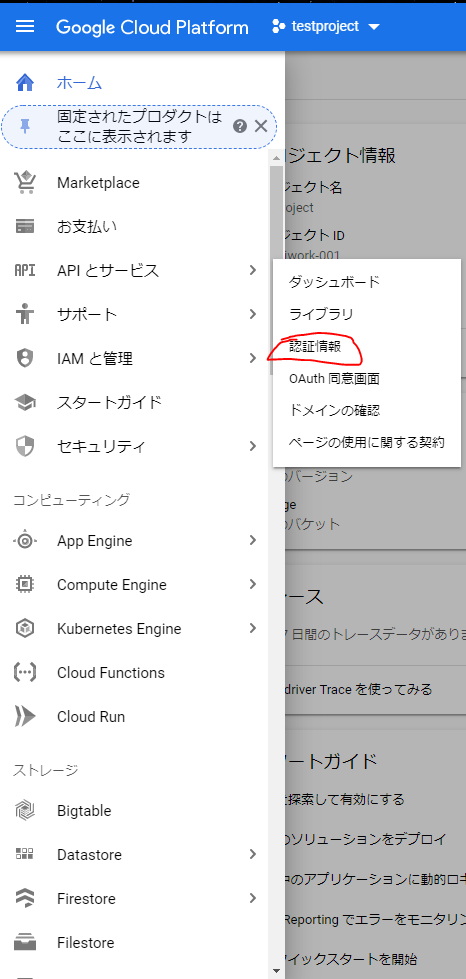 Google Cloud Platform testproject
ホーム
固定されたプロダクトは
ここに表示されます
Marketplace
お支払い
API APIとサービス
サポート
IAM と管理
スタートガイド
セキュリティ
コンピューティング
App Engine
Compute Engine
Kubernetes Engine
Cloud Functions
Cloud Run
ストレージ
Bigtable
Datastore
Firestore
Filestore
ダッシュボード
ライブラリ
認証情報
OAuth 同意画面
ドメインの確認
ページの使用に関する契約
ジェクト情報
ジェクト名
roject
ジェクト ID
iwork-001
のバージョン
ge
のバケット
ース
7 日間のトレースデータがありま
driver Trace を使ってみる
ートガイド
を探索して有効にする
のソリューションをデプロイ
中のアプリケーションに動的ロギ
Reporting でエラーをモニタリン
クイックスタートを開始